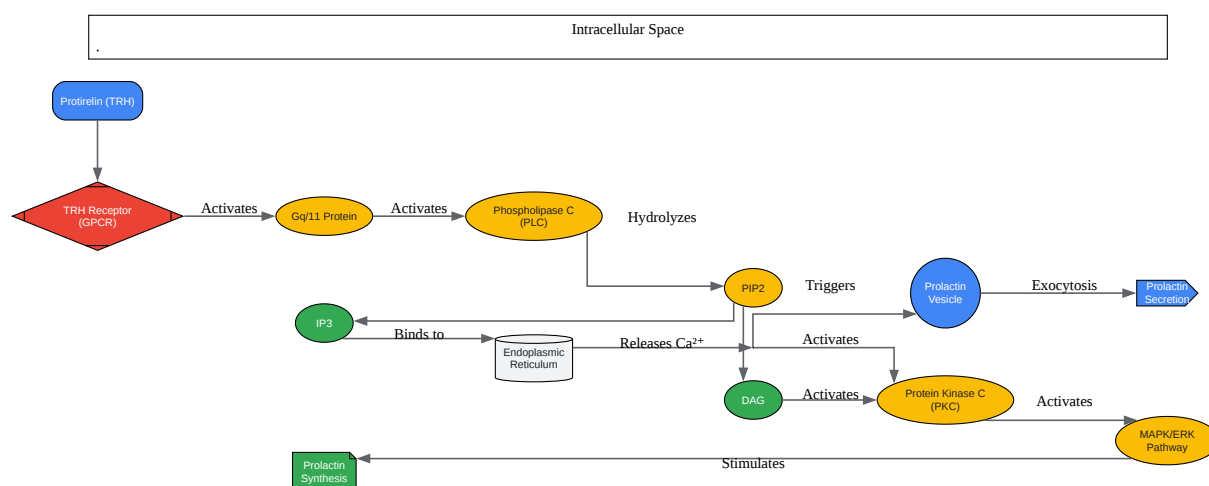 Intracellular Space
.
Protirelin (TRH)
TRH Receptor
(GPCR)
Activates
Gq/11 Protein
Activates
Phospholipase C
(PLC)
Hydrolyzes
PIP2
Triggers
Prolactin
Vesicle
Exocytosis
Prolactin
Secretion
IP3
Binds to
Endoplasmic
Reticulum
Releases Ca²⁺
Activates
DAG
Activates
Protein Kinase C
(PKC)
Activates
MAPK/ERK
Pathway
Stimulates
Prolactin
Synthesis